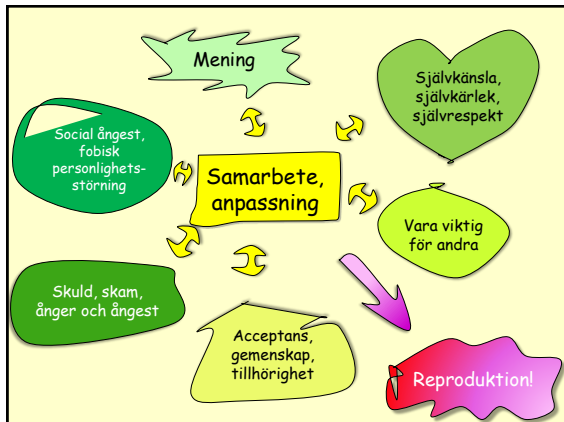 Mening
Självkänsla,
självkärlek,
självrespekt
Social ångest,
fobisk
personlighets-
störning
Samarbete,
anpassning
Vara viktig
för andra
Skuld, skam,
ånger och ångest
Acceptans,
gemenskap,
tillhörighet
Reproduktion!